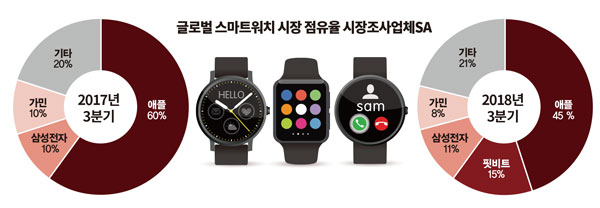 글로벌 스마트워치 시장 점유율 시장조사업체SA
2017년
3분기
애플
60%
삼성전자
10%
가민
10%
기타
20%
HELLO
sam
2018년
3분기
애플
45 %
핏비트
15%
삼성전자
11%
가민
8%
기타
21%